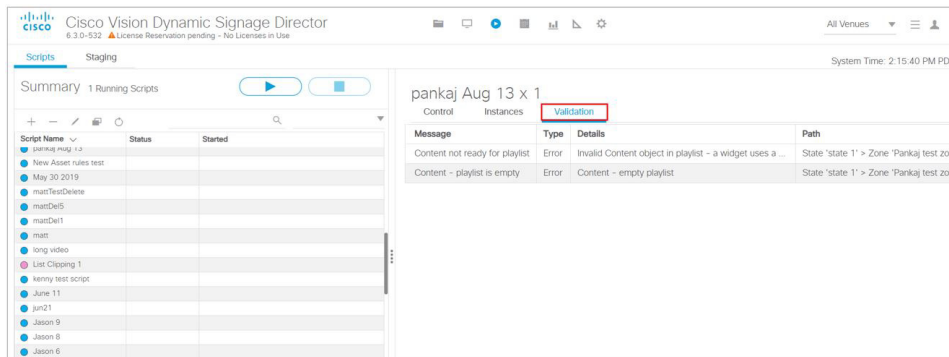 CISCO
Cisco Vision Dynamic Signage Director
6.3.0-532 License Reservation pending - No Licenses in Use
All Venues
Scripts Staging
System Time: 2:15:40 PM PD
Summary 1 Running Scripts
pankaj Aug 13 x 1
Control Instances Validation
Script Name Status Started
Message Type Details Path
pankaj Aug 13
Content not ready for playlist Error Invalid Content object in playlist - a widget uses a ... State 'state 1' > Zone 'Pankaj test zo
New Asset rules test
Content - playlist is empty Error Content - empty playlist State 'state 1' > Zone 'Pankaj test zo
May 30 2019
mattTestDelete
mattDel5
mattDel1
matt
long video
List Clipping 1
kenny test script
June 11
jun21
Jason 9
Jason 8
Jason 6